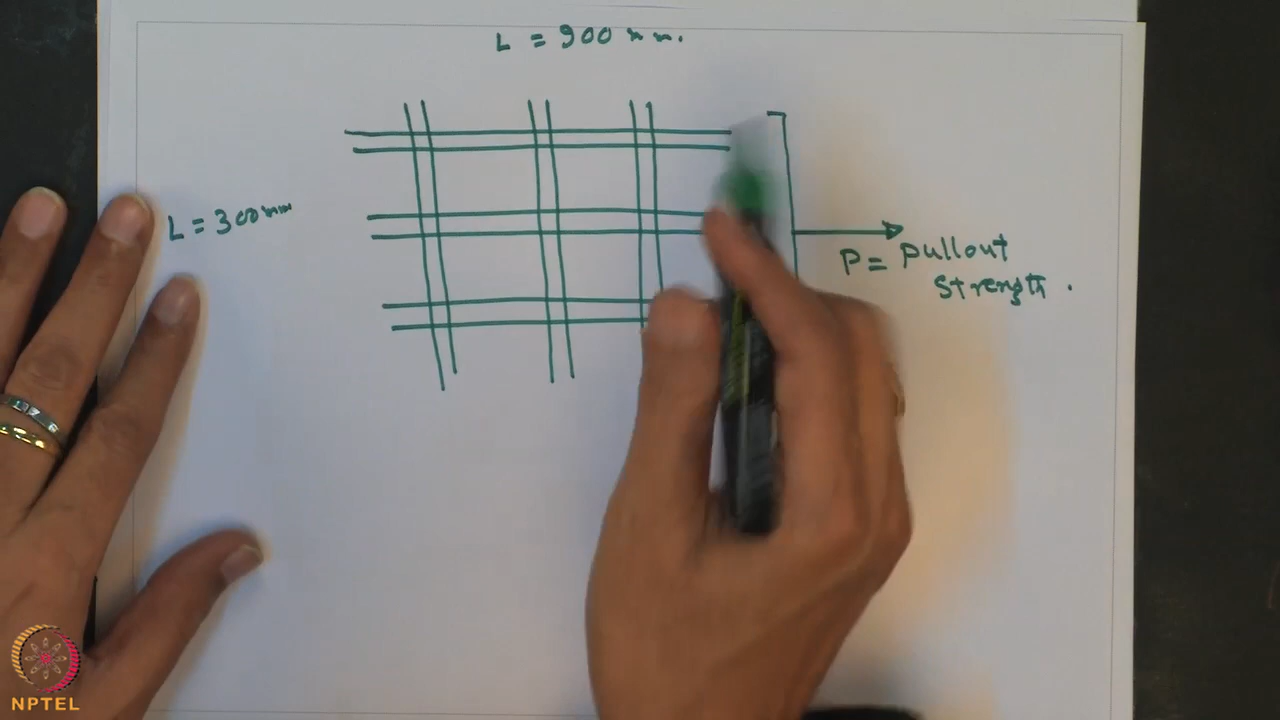 L = 900 mm.
L = 300 mm
P = Pullout
Strength.
NPTEL